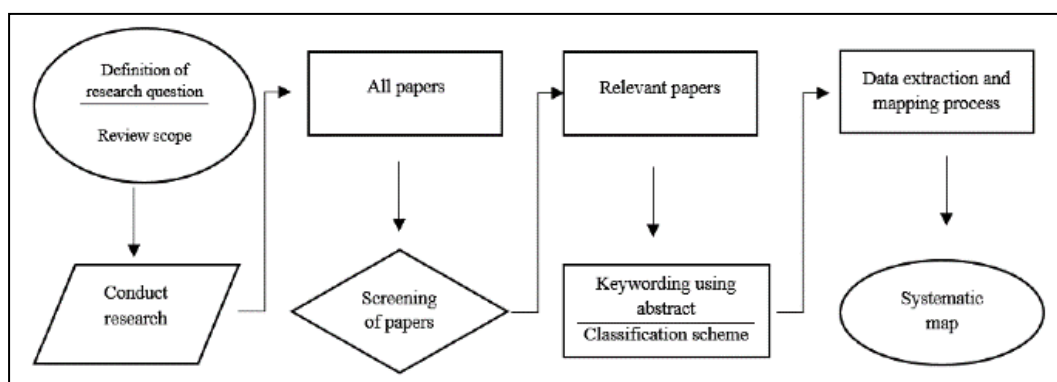 Definition of
research question
Review scope
Conduct
research
All papers
Screening
of papers
Relevant papers
Keywording using
abstract
Classification scheme
Data extraction and
mapping process
Systematic
map